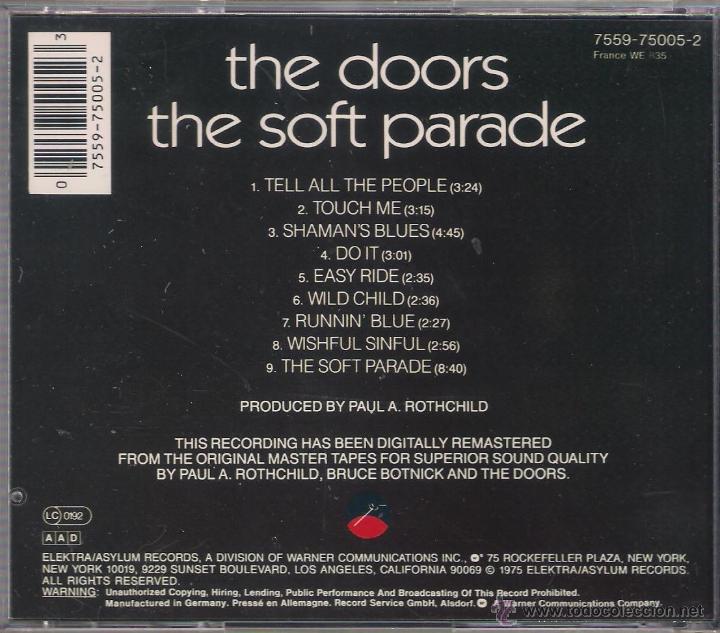 7559-75005-2
France WE 835
3
7559-75005-2
0
the doors
the soft parade
1. TELL ALL THE PEOPLE (3:24)
2. TOUCH ME (3:15)
3. SHAMAN'S BLUES (4:45)
4. DO IT (3:01)
5. EASY RIDE (2:35)
6. WILD CHILD (2:36)
7. RUNNIN' BLUE (2:27)
8. WISHFUL SINFUL (2:56)
9. THE SOFT PARADE (8:40)
PRODUCED BY PAUL A. ROTHCHILD
THIS RECORDING HAS BEEN DIGITALLY REMASTERED
FROM THE ORIGINAL MASTER TAPES FOR SUPERIOR SOUND QUALITY
BY PAUL A. ROTHCHILD, BRUCE BOTNICK AND THE DOORS.
LC 0192
AAD
ELEKTRA/ASYLUM RECORDS, A DIVISION OF WARNER COMMUNICATIONS INC., 75 ROCKEFELLER PLAZA, NEW YORK,
NEW YORK 10019, 9229 SUNSET BOULEVARD, LOS ANGELES, CALIFORNIA 90069 © 1975 ELEKTRA/ASYLUM RECORDS.
ALL RIGHTS RESERVED.
WARNING: Unauthorized Copying, Hiring, Lending, Public Performance And Broadcasting Of This Record Prohibited.
Manufactured in Germany. Pressé en Allemagne. Record Service GmbH, Alsdorf. A Warner Communications Company.
todocoleccion.net